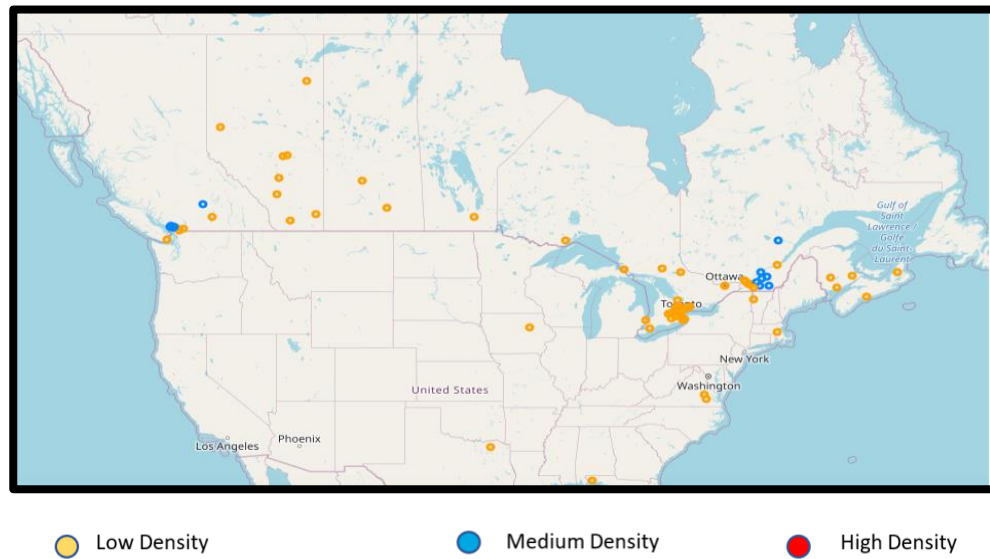 Gulf of
Saint
Lawrence /
Golfe
du Saint-
Laurent
Ottawa
Toronto
New York
Washington
United States
Los Angeles
Phoenix
Low Density
Medium Density
High Density